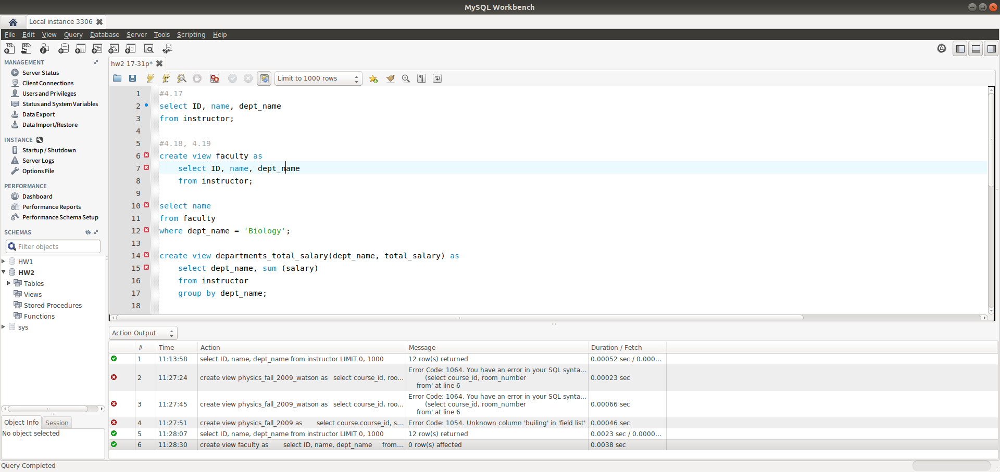 MySQL Workbench
Local instance 3306
File Edit View Query Database Server Tools Scripting Help
MANAGEMENT
Server Status
Client Connections
Users and Privileges
Status and System Variables
Data Export
Data Import/Restore
INSTANCE
Startup / Shutdown
Server Logs
Options File
PERFORMANCE
Dashboard
Performance Reports
Performance Schema Setup
SCHEMAS
Filter objects
HW1
HW2
Tables
Views
Stored Procedures
Functions
sys
Object Info Session
No object selected
hw2 17-31p*
Limit to 1000 rows
1 #4.17
2 select ID, name, dept_name
3 from instructor;
4
5 #4.18, 4.19
6 create view faculty as
7 select ID, name, dept_name
8 from instructor;
9
10 select name
11 from faculty
12 where dept_name = 'Biology';
13
14 create view departments_total_salary(dept_name, total_salary) as
15 select dept_name, sum (salary)
16 from instructor
17 group by dept_name;
18
Action Output
# Time Action Message Duration / Fetch
1 11:13:58 select ID, name, dept_name from instructor LIMIT 0, 1000 12 row(s) returned 0.00052 sec / 0.000...
2 11:27:24 create view physics_fall_2009_watson as select course_id, roo... Error Code: 1064. You have an error in your SQL synta... 0.00023 sec
(select course_id, room_number
from' at line 6
3 11:27:45 create view physics_fall_2009_watson as select course_id, roo... Error Code: 1064. You have an error in your SQL synta... 0.00066 sec
(select course_id, room_number
from' at line 6
4 11:27:51 create view physics_fall_2009 as select course.course_id, s... Error Code: 1054. Unknown column 'builing' in 'field list' 0.00046 sec
5 11:28:07 select ID, name, dept_name from instructor LIMIT 0, 1000 12 row(s) returned 0.0023 sec / 0.0000...
6 11:28:30 create view faculty as select ID, name, dept_name from... 0 row(s) affected 0.0038 sec
Query Completed